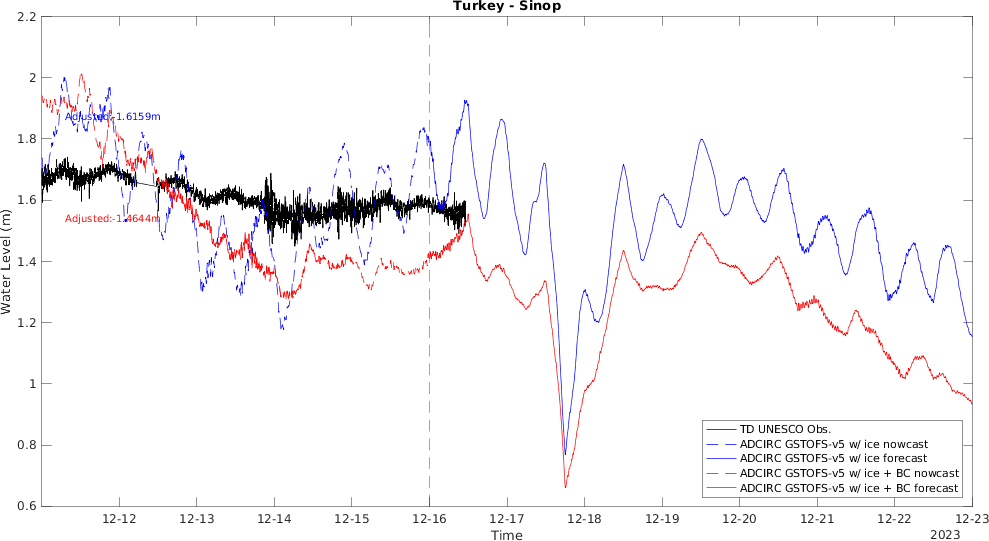 Turkey - Sinop
2.2
2
1.8
1.6
1.4
1.2
1
0.8
0.6
Water Level (m)
Adjusted:-1.6159m
Adjusted:-1.4644m
TD UNESCO Obs.
ADCIRC GSTOFS-v5 w/ ice nowcast
ADCIRC GSTOFS-v5 w/ ice forecast
ADCIRC GSTOFS-v5 w/ ice + BC nowcast
ADCIRC GSTOFS-v5 w/ ice + BC forecast
12-12 12-13 12-14 12-15 12-16 12-17 12-18 12-19 12-20 12-21 12-22 12-23
Time
2023